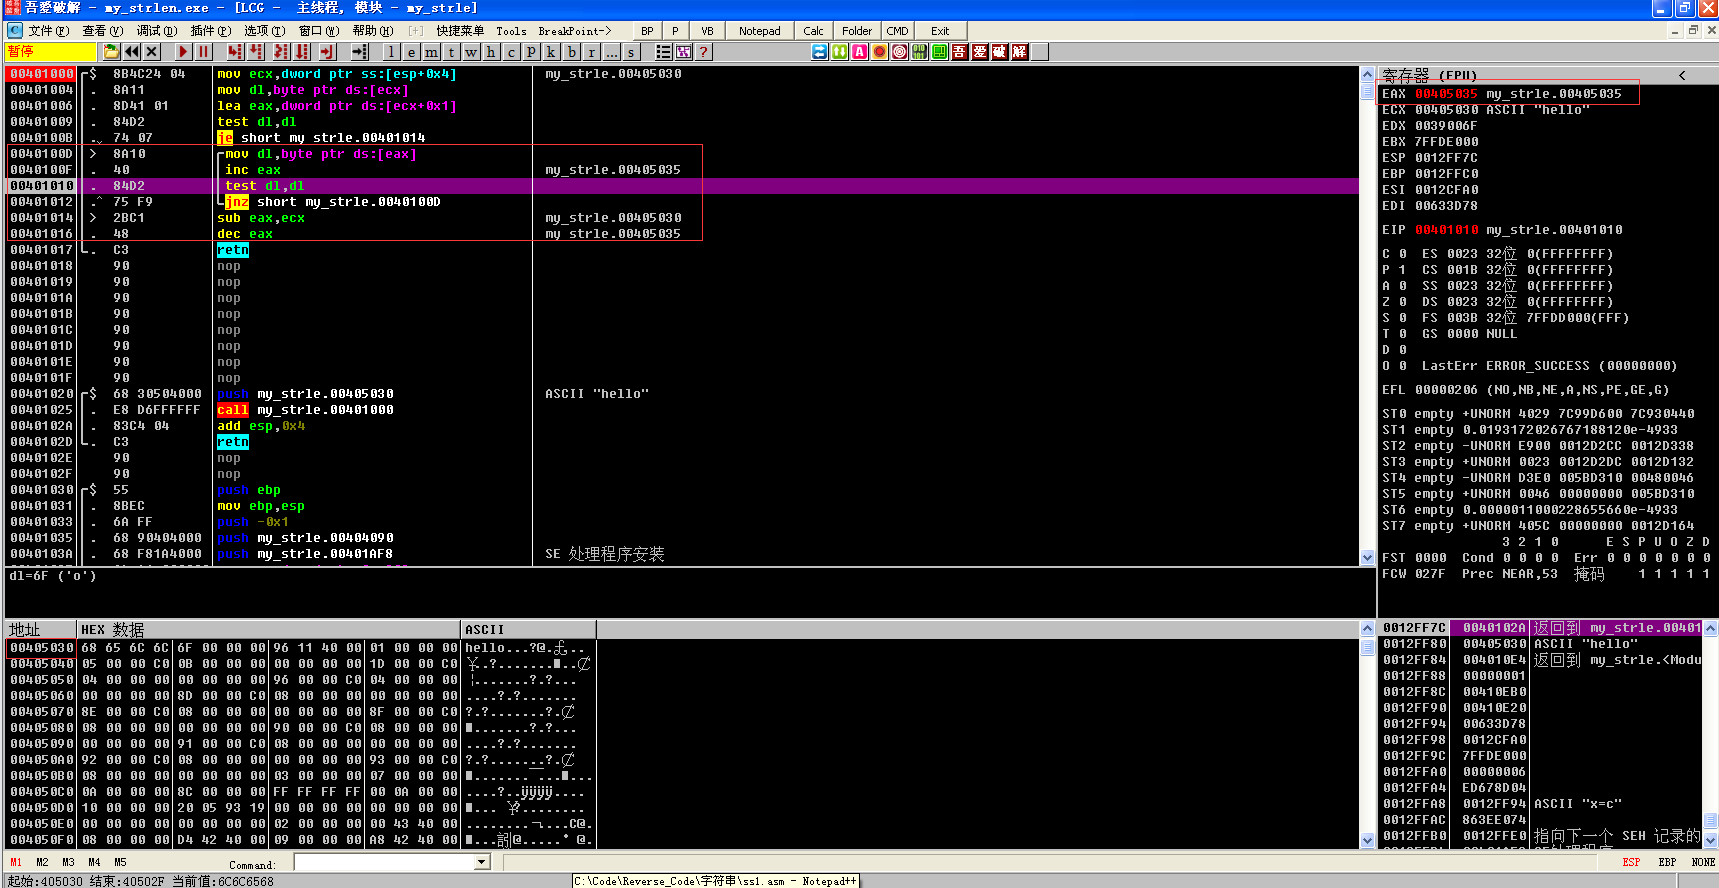 吾爱破解 - my_strlen.exe - [LCG -  主线程, 模块 - my_strle]
文件(F) 查看(V) 调试(D) 插件(P) 选项(T) 窗口(W) 帮助(H) [+] 快捷菜单 Tools BreakPoint-> BP P VB Notepad Calc Folder CMD Exit
暂停 l e m t w h c p k b r ... s ? 吾 爱 破 解
00401000 $ 8B4C24 04 mov ecx,dword ptr ss:[esp+0x4] my_strle.00405030
00401004 . 8A11 mov dl,byte ptr ds:[ecx]
00401006 . 8D41 01 lea eax,dword ptr ds:[ecx+0x1]
00401009 . 84D2 test dl,dl
0040100B . 74 07 je short my_strle.00401014
0040100D > 8A10 mov dl,byte ptr ds:[eax]
0040100F . 40 inc eax my_strle.00405035
00401010 . 84D2 test dl,dl
00401012 .^ 75 F9 jnz short my_strle.0040100D
00401014 > 2BC1 sub eax,ecx my_strle.00405030
00401016 . 48 dec eax my_strle.00405035
00401017 . C3 retn
00401018 90 nop
00401019 90 nop
0040101A 90 nop
0040101B 90 nop
0040101C 90 nop
0040101D 90 nop
0040101E 90 nop
0040101F 90 nop
00401020 $ 68 30504000 push my_strle.00405030 ASCII "hello"
00401025 . E8 D6FFFFFF call my_strle.00401000
0040102A . 83C4 04 add esp,0x4
0040102D . C3 retn
0040102E 90 nop
0040102F 90 nop
00401030 $ 55 push ebp
00401031 . 8BEC mov ebp,esp
00401033 . 6A FF push -0x1
00401035 . 68 90404000 push my_strle.00404090
0040103A . 68 F81A4000 push my_strle.00401AF8 SE 处理程序安装
dl=6F ('o')
寄存器 (FPU) <
EAX 00405035 my_strle.00405035
ECX 00405030 ASCII "hello"
EDX 0039006F
EBX 7FFDE000
ESP 0012FF7C
EBP 0012FFC0
ESI 0012CFA0
EDI 00633D78
EIP 00401010 my_strle.00401010
C 0 ES 0023 32位 0(FFFFFFFF)
P 1 CS 001B 32位 0(FFFFFFFF)
A 0 SS 0023 32位 0(FFFFFFFF)
Z 0 DS 0023 32位 0(FFFFFFFF)
S 0 FS 003B 32位 7FFDD000(FFF)
T 0 GS 0000 NULL
D 0
O 0 LastErr ERROR_SUCCESS (00000000)
EFL 00000206 (NO,NB,NE,A,NS,PE,GE,G)
ST0 empty +UNORM 4029 7C99D600 7C930440
ST1 empty 0.0193172026767188120e-4933
ST2 empty -UNORM E900 0012D2CC 0012D338
ST3 empty +UNORM 0023 0012D2DC 0012D132
ST4 empty -UNORM D3E0 005BD310 00480046
ST5 empty +UNORM 0046 00000000 005BD310
ST6 empty 0.0000011000228655660e-4933
ST7 empty +UNORM 405C 00000000 0012D164
3 2 1 0 E S P U O Z D
FST 0000 Cond 0 0 0 0 Err 0 0 0 0 0 0 0
FCW 027F Prec NEAR,53 掩码 1 1 1 1 1
地址 HEX 数据 ASCII
00405030 68 65 6C 6C 6F 00 00 00 96 11 40 00 01 00 00 00 hello...?@.£..
00405040 05 00 00 C0 0B 00 00 00 00 00 00 00 1D 00 00 C0
00405050 04 00 00 00 00 00 00 00 96 00 00 C0 04 00 00 00
00405060 00 00 00 00 8D 00 00 C0 08 00 00 00 00 00 00 00 ....?.?.......
00405070 8E 00 00 C0 08 00 00 00 00 00 00 00 8F 00 00 C0
00405080 08 00 00 00 00 00 00 00 90 00 00 C0 08 00 00 00
00405090 00 00 00 00 91 00 00 C0 08 00 00 00 00 00 00 00 ....?.?.......
004050A0 92 00 00 C0 08 00 00 00 00 00 00 00 93 00 00 C0
004050B0 08 00 00 00 00 00 00 00 03 00 00 00 07 00 00 00
004050C0 0A 00 00 00 8C 00 00 00 FF FF FF FF 00 0A 00 00 ....?..ÿÿÿÿ....
004050D0 10 00 00 00 20 05 93 19 00 00 00 00 00 00 00 00
004050E0 00 00 00 00 00 00 00 00 02 00 00 00 00 43 40 00 ........¬...C@.
004050F0 08 00 00 00 D4 42 40 00 09 00 00 00 A8 42 40 00
0012FF7C 0040102A 返回到 my_strle.00401
0012FF80 00405030 ASCII "hello"
0012FF84 004010E4 返回到 my_strle.<Modu
0012FF88 00000001
0012FF8C 00410EB0
0012FF90 00410E20
0012FF94 00633D78
0012FF98 0012CFA0
0012FF9C 7FFDE000
0012FFA0 00000006
0012FFA4 ED678D04
0012FFA8 0012FF94 ASCII "x=c"
0012FFAC 863EE074
0012FFB0 0012FFE0 指向下一个 SEH 记录的
M1 M2 M3 M4 M5 Command: ESP EBP NONE
起始:405030 结束:40502F 当前值:6C6C6568 C:\Code\Reverse_Code\字符串\ss1.asm - Notepad++